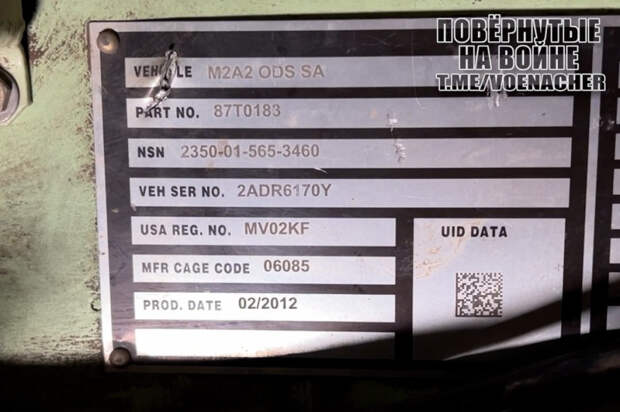 ПОВЁРНУТЫЕ
НА ВОЙНЕ
T.ME/VOENACHER
VEHICLE M2A2 ODS SA
PART NO. 87T0183
NSN 2350-01-565-3460
VEH SER NO. 2ADR6170Y
USA REG. NO. MV02KF
UID DATA
MFR CAGE CODE 06085
PROD. DATE 02/2012